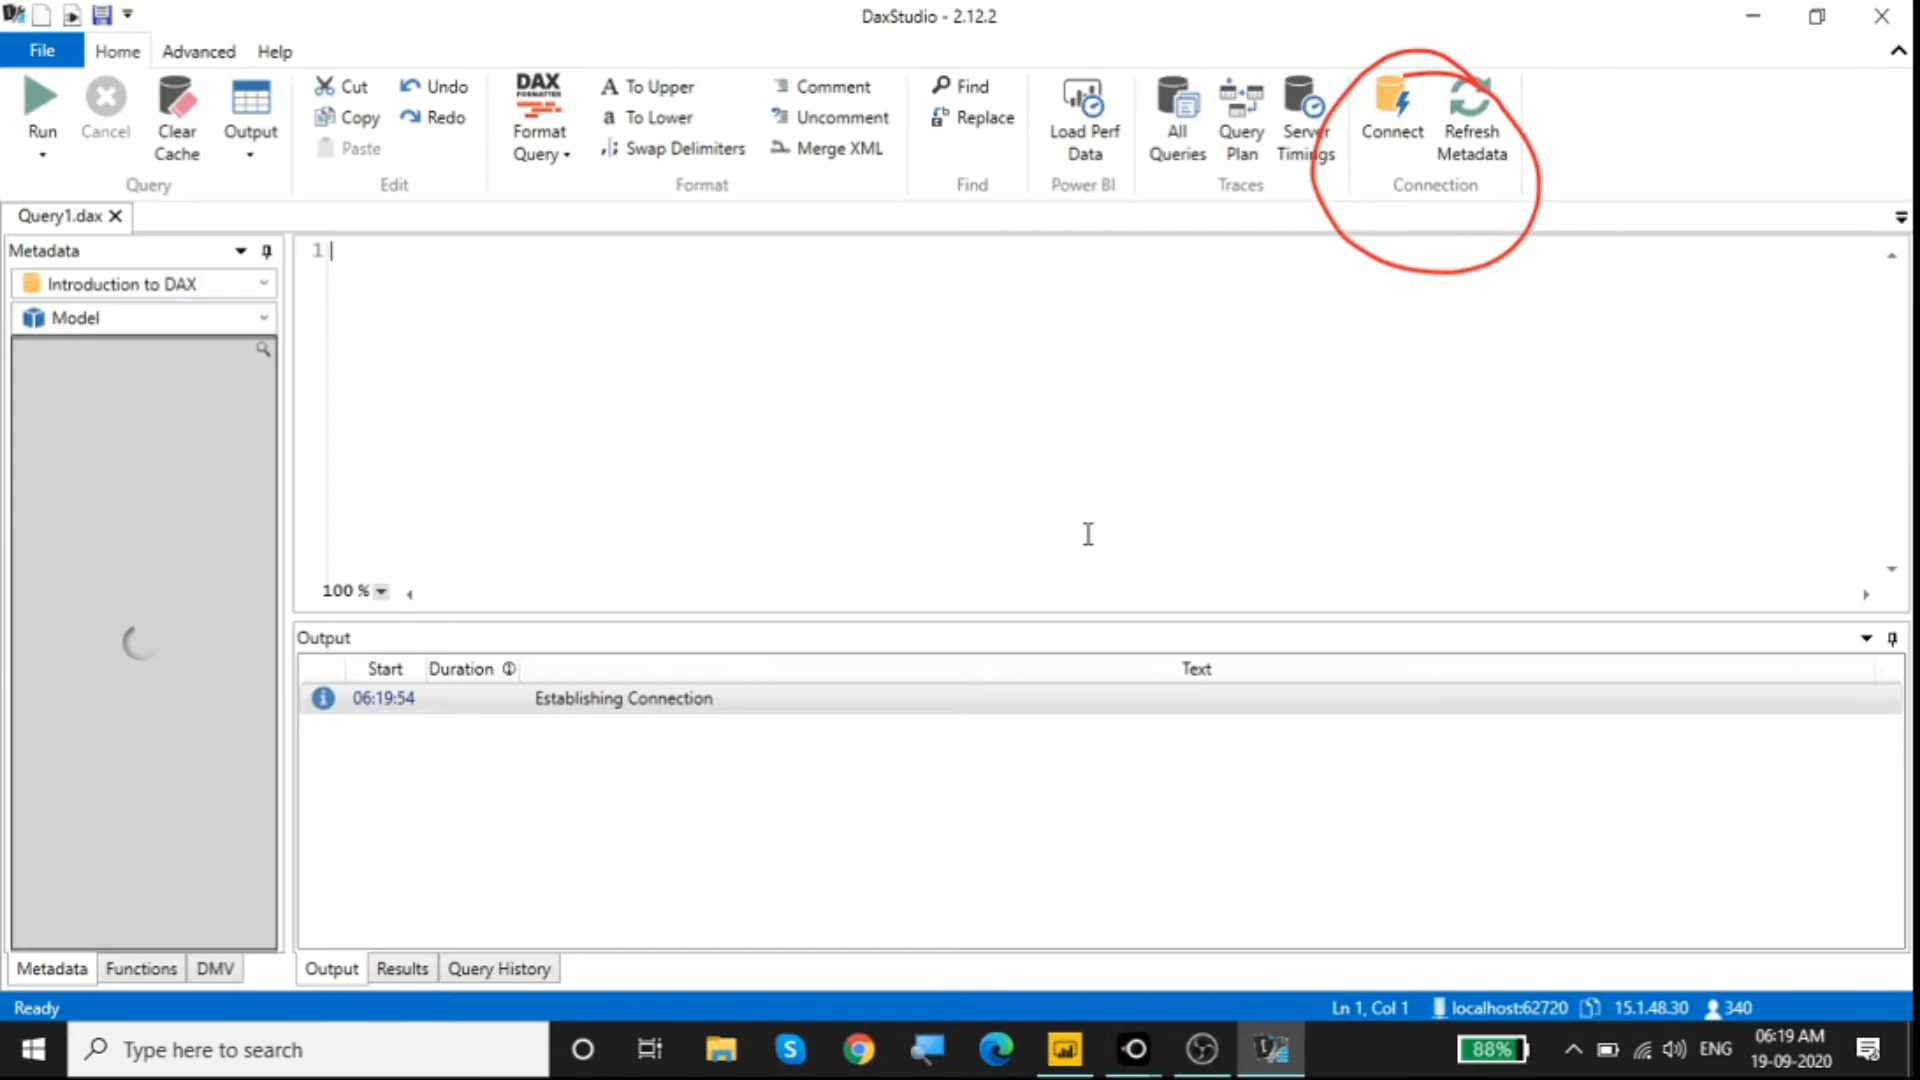 DaxStudio - 2.12.2
File Home Advanced Help
Run
Cancel
Clear
Cache
Output
Query
Cut
Copy
Paste
Undo
Redo
Edit
DAX
FORMATTER
Format
Query
A To Upper
a To Lower
Swap Delimiters
Comment
Uncomment
Merge XML
Format
Find
Replace
Find
Load Perf
Data
Power BI
All
Queries
Query
Plan
Server
Timings
Traces
Connect
Refresh
Metadata
Connection
Query1.dax
Metadata
Introduction to DAX
Model
1
100 %
Output
Start Duration Text
06:19:54 Establishing Connection
Metadata Functions DMV
Output Results Query History
Ready
Ln 1, Col 1 localhost:62720 15.1.48.30 340
Type here to search
88%
ENG
06:19 AM
19-09-2020